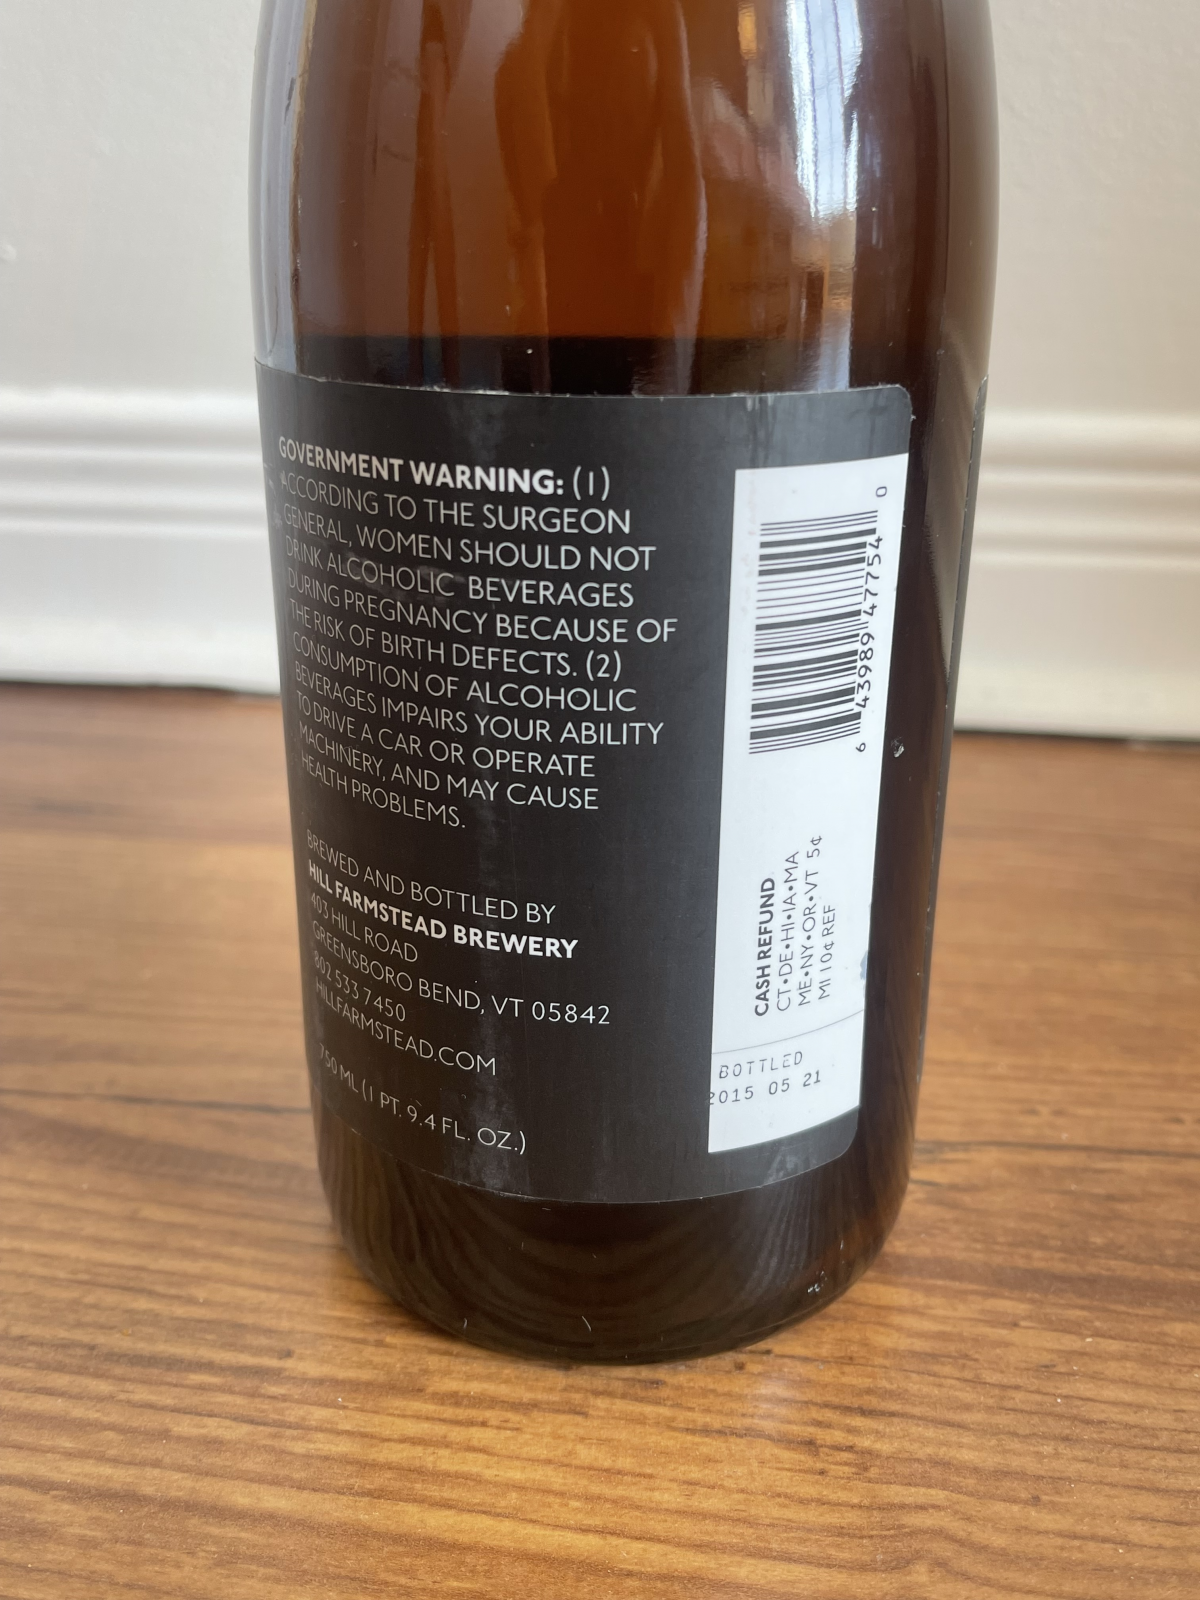 GOVERNMENT WARNING: (1)
ACCORDING TO THE SURGEON
GENERAL, WOMEN SHOULD NOT
DRINK ALCOHOLIC BEVERAGES
DURING PREGNANCY BECAUSE OF
THE RISK OF BIRTH DEFECTS. (2)
CONSUMPTION OF ALCOHOLIC
BEVERAGES IMPAIRS YOUR ABILITY
TO DRIVE A CAR OR OPERATE
MACHINERY, AND MAY CAUSE
HEALTH PROBLEMS.
BREWED AND BOTTLED BY
HILL FARMSTEAD BREWERY
403 HILL ROAD
GREENSBORO BEND, VT 05842
802 533 7450
HILLFARMSTEAD.COM
750 ML (1 PT. 9.4 FL. OZ.)
6 43989 47754 0
CASH REFUND
CT•DE•HI•IA•MA
ME•NY•OR•VT 5¢
MI 10¢ REF
BOTTLED
2015 05 21